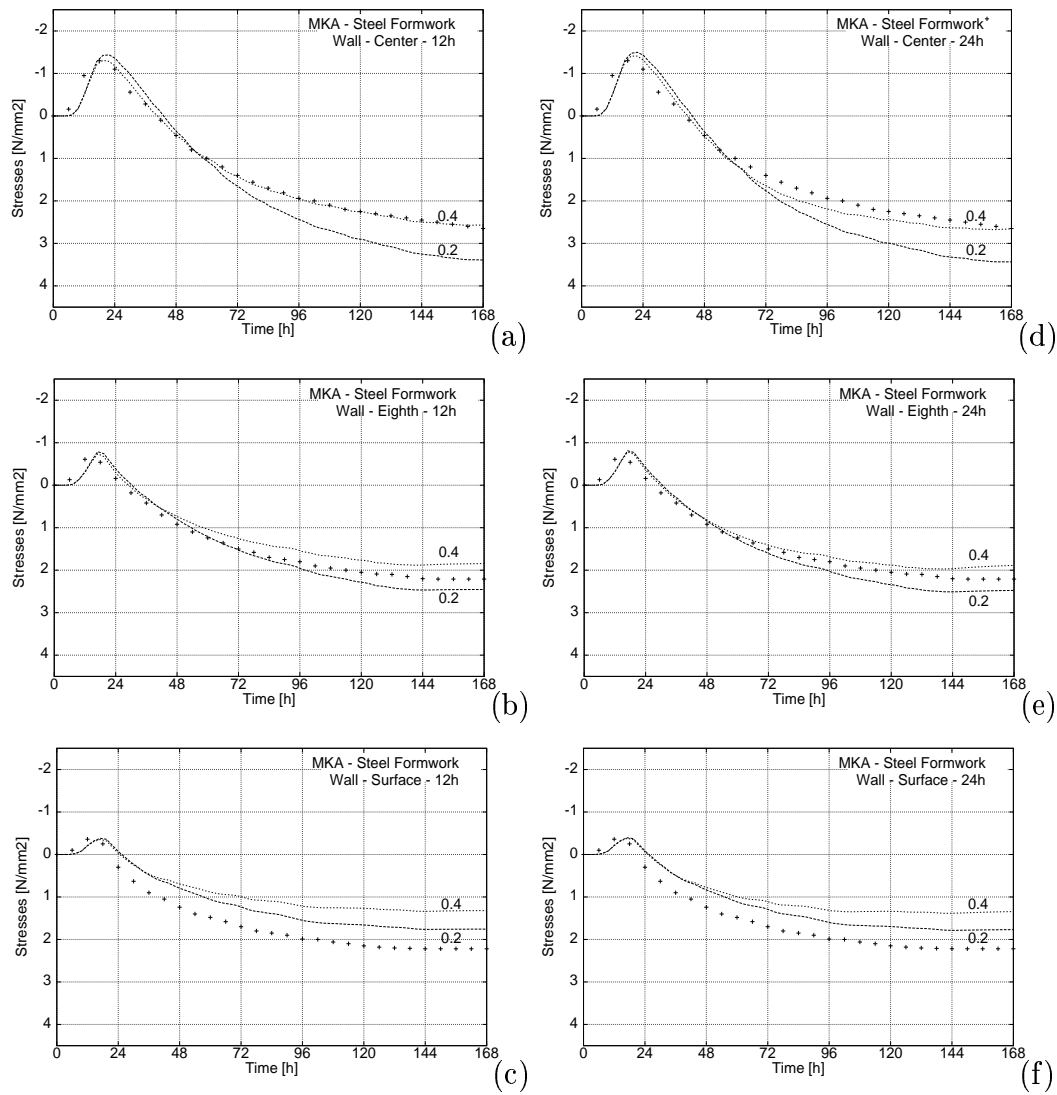 MKA - Steel Formwork
Wall - Center - 12h
Stresses [N/mm2]
-2
-1
0
1
2
3
4
0.4
0.2
0 24 48 72 96 120 144 168
Time [h]
(a)
MKA - Steel Formwork+
Wall - Center - 24h
Stresses [N/mm2]
-2
-1
0
1
2
3
4
0.4
0.2
0 24 48 72 96 120 144 168
Time [h]
(d)
MKA - Steel Formwork
Wall - Eighth - 12h
Stresses [N/mm2]
-2
-1
0
1
2
3
4
0.4
0.2
0 24 48 72 96 120 144 168
Time [h]
(b)
MKA - Steel Formwork
Wall - Eighth - 24h
Stresses [N/mm2]
-2
-1
0
1
2
3
4
0.4
0.2
0 24 48 72 96 120 144 168
Time [h]
(e)
MKA - Steel Formwork
Wall - Surface - 12h
Stresses [N/mm2]
-2
-1
0
1
2
3
4
0.4
0.2
0 24 48 72 96 120 144 168
Time [h]
(c)
MKA - Steel Formwork
Wall - Surface - 24h
Stresses [N/mm2]
-2
-1
0
1
2
3
4
0.4
0.2
0 24 48 72 96 120 144 168
Time [h]
(f)